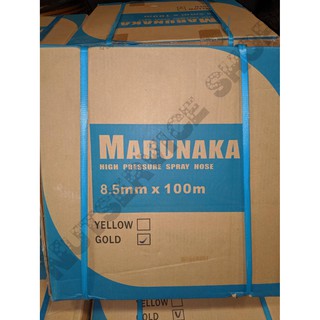 MARUNAKA
HIGH PRESSURE SPRAY HOSE
8.5mm x 100m
YELLOW
GOLD
YELLOW
GOLD